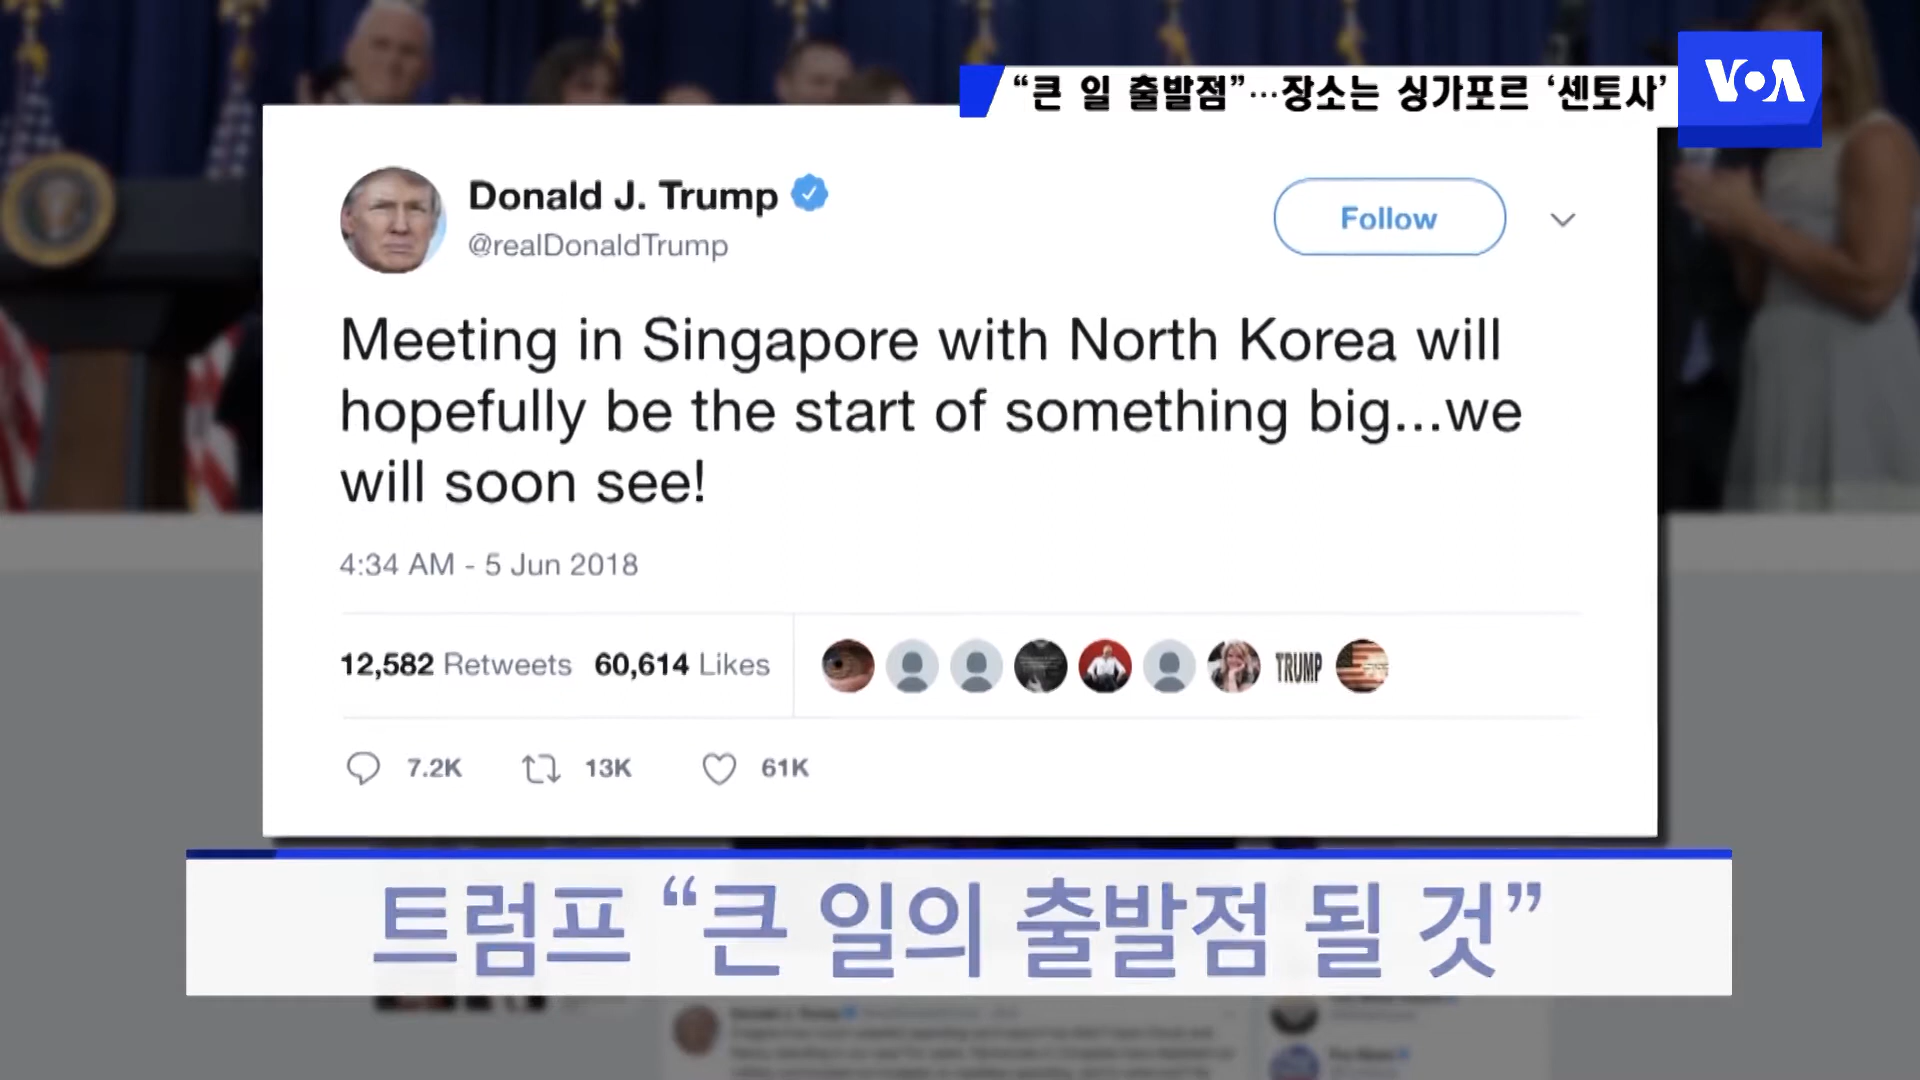 “큰 일 출발점”…장소는 싱가포르 ‘센토사’
VOA
Donald J. Trump
@realDonaldTrump
Follow
Meeting in Singapore with North Korea will
hopefully be the start of something big...we
will soon see!
4:34 AM - 5 Jun 2018
12,582 Retweets 60,614 Likes
TRUMP
7.2K 13K 61K
트럼프 “큰 일의 출발점 될 것”